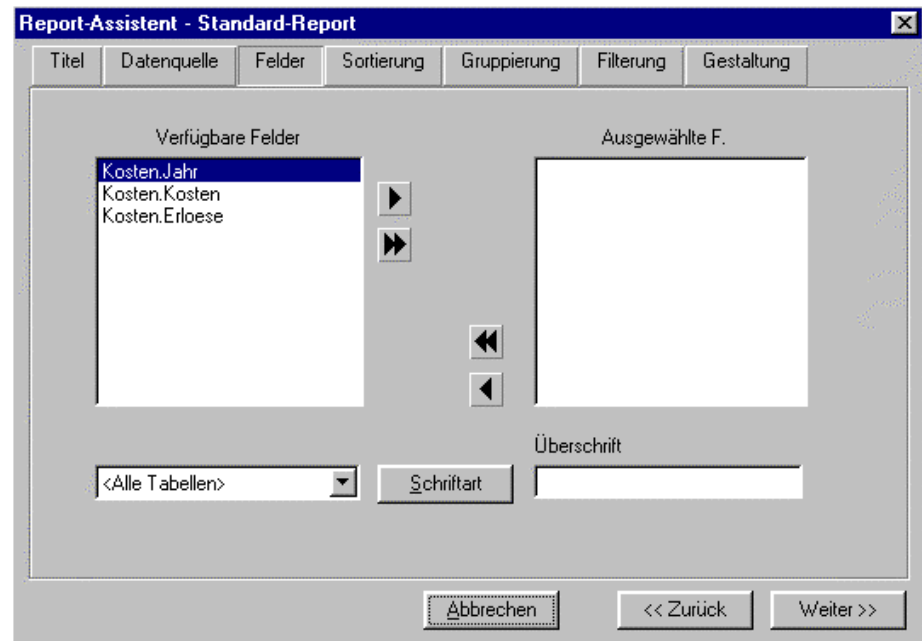 Report-Assistent - Standard-Report
Titel Datenquelle Felder Sortierung Gruppierung Filterung Gestaltung
Verfügbare Felder Ausgewählte F.
Kosten.Jahr
Kosten.Kosten
Kosten.Erloese
Überschrift
<Alle Tabellen> Schriftart
Abbrechen << Zurück Weiter >>